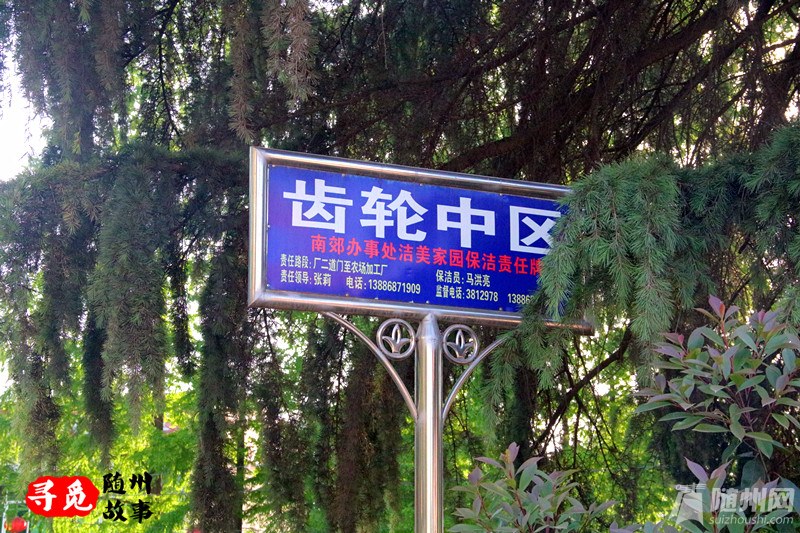 齿轮中区
南郊办事处洁美家园保洁责任牌
责任路段:厂二道门至农场加工厂 保洁员:马洪亮
责任领导:张莉 电话:13886871909 监督电话:3812978 13886
寻觅 随州故事
随州网
suizhoushi.com